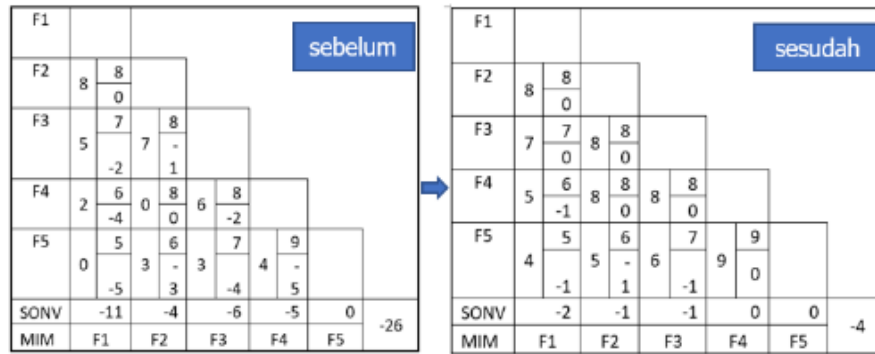 sebelum
F1
F2 8 8
0
F3 5 7 7 8
-2 -
1
F4 2 6 0 8 6 8
-4 0 -2
F5 0 5 3 6 3 7 4 9
-5 -
3 -4 -
5
SONV -11 -4 -6 -5 0 -26
MIM F1 F2 F3 F4 F5
sesudah
F1
F2 8 8
0
F3 7 7 8 8
0 0
F4 5 6 8 8 8 8
-1 0 0
F5 4 5 5 6 6 7 9 9
-1 -
1 -1 0
SONV -2 -1 -1 0 0 -4
MIM F1 F2 F3 F4 F5